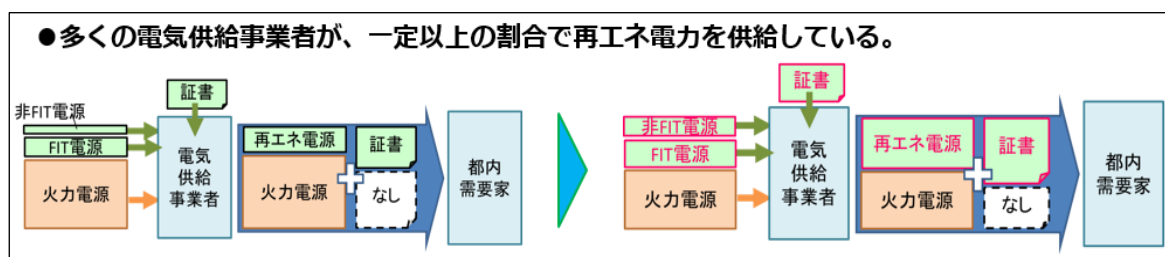 ●多くの電気供給事業者が、一定以上の割合で再エネ電力を供給している。
証書
非FIT電源
FIT電源
火力電源
電気
供給
事業者
再エネ電源
証書
火力電源
なし
都内
需要家
証書
非FIT電源
FIT電源
火力電源
電気
供給
事業者
再エネ電源
証書
火力電源
なし
都内
需要家